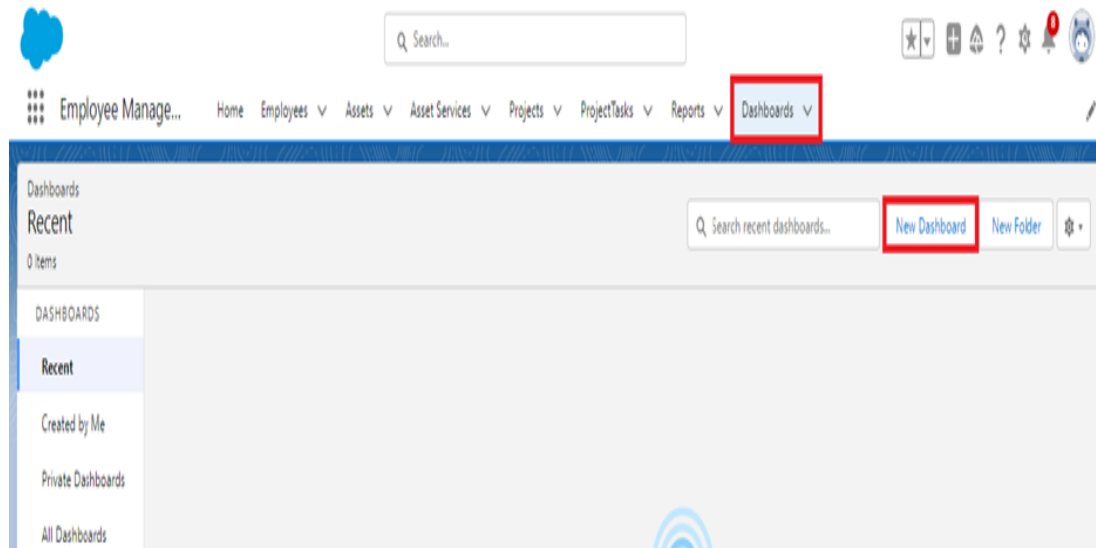 Search...
8
Employee Manage... Home Employees Assets Asset Services Projects ProjectTasks Reports Dashboards
Dashboards
Recent
0 items
Search recent dashboards... New Dashboard New Folder
DASHBOARDS
Recent
Created by Me
Private Dashboards
All Dashboards